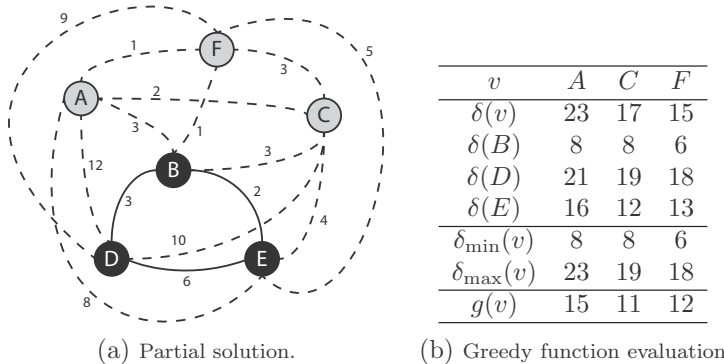 9
5
F
1
3
A
2
C
3
1
3
B
12
3
2
10
4
D
E
6
8
(a) Partial solution.
v A C F
δ(v) 23 17 15
δ(B) 8 8 6
δ(D) 21 19 18
δ(E) 16 12 13
δmin(v) 8 8 6
δmax(v) 23 19 18
g(v) 15 11 12
(b) Greedy function evaluation